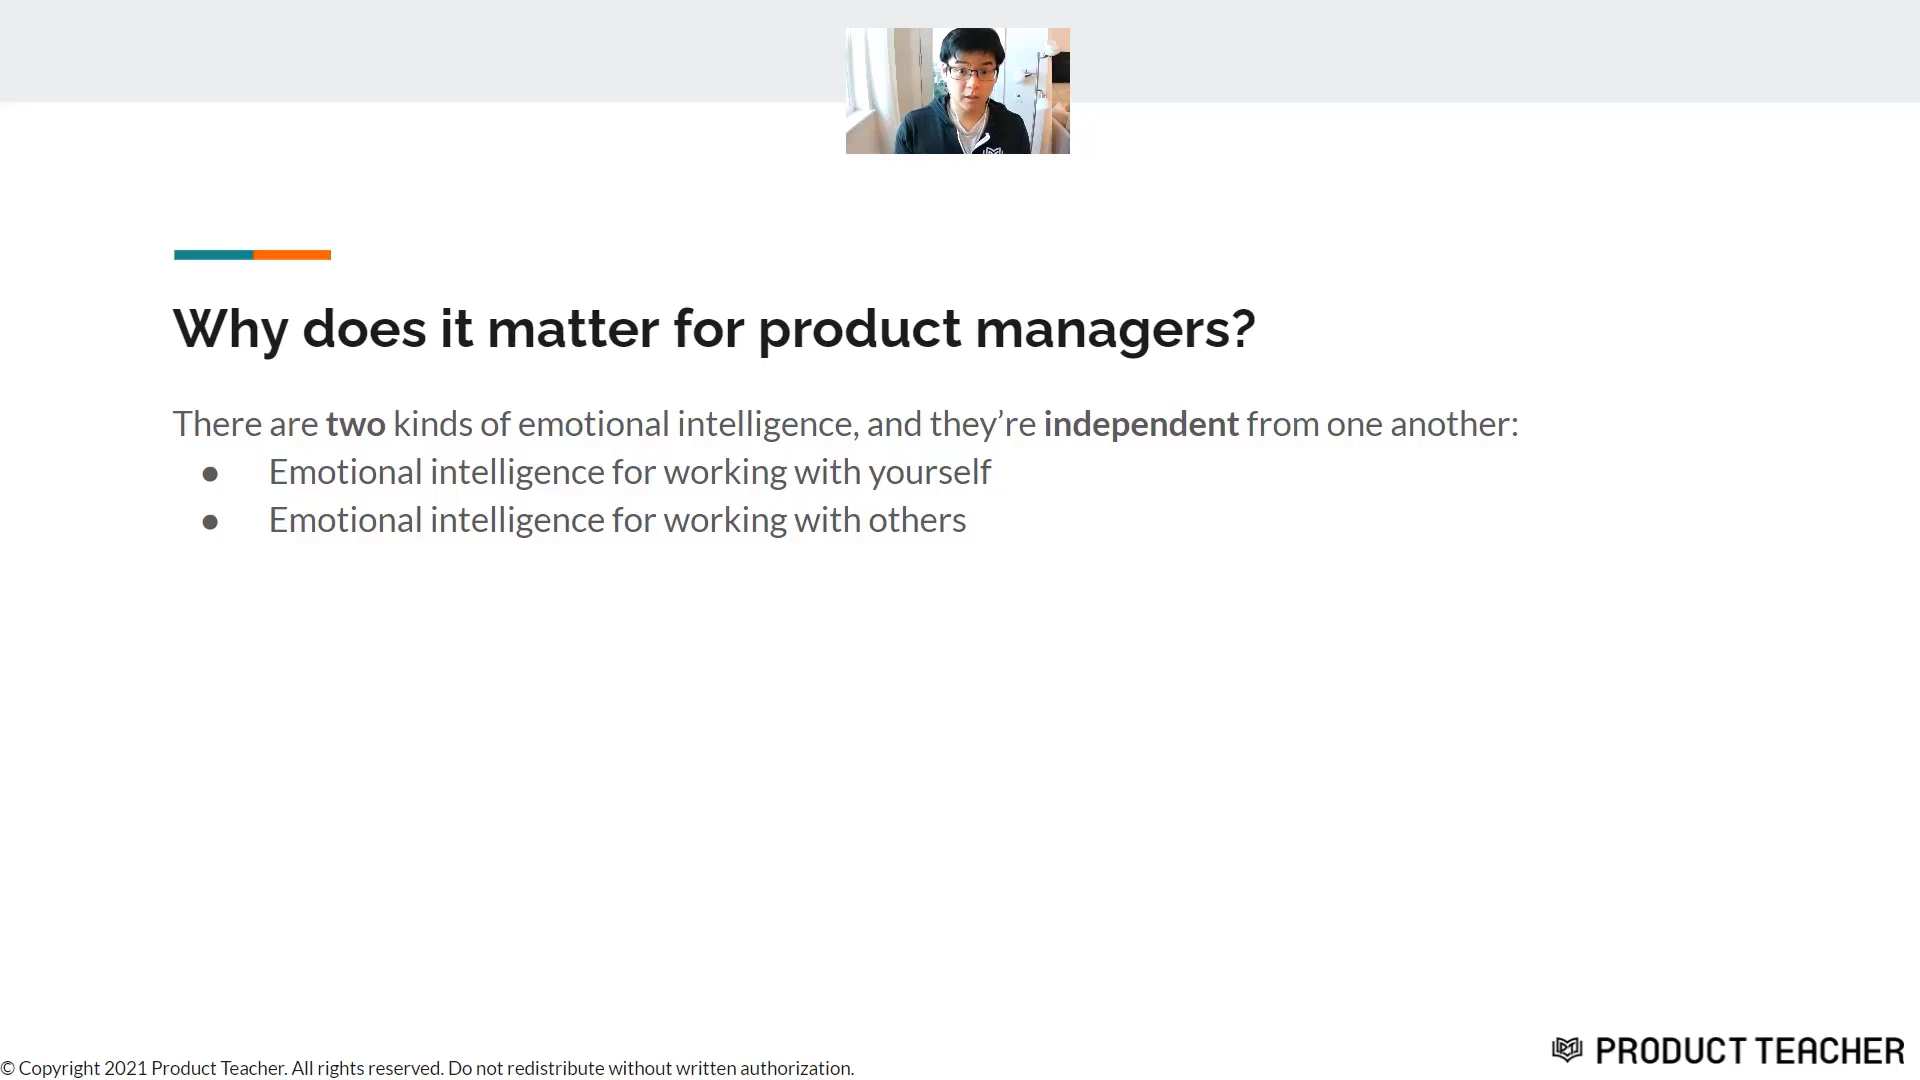 Why does it matter for product managers?
There are two kinds of emotional intelligence, and they’re independent from one another:
● Emotional intelligence for working with yourself
● Emotional intelligence for working with others
PRODUCT TEACHER
© Copyright 2021 Product Teacher. All rights reserved. Do not redistribute without written authorization.